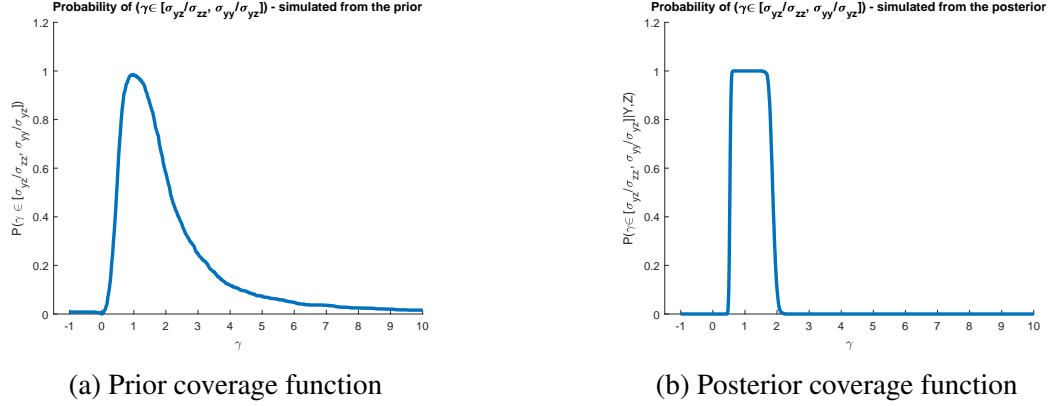 Probability of (γ∈ [σyz/σzz, σyy/σyz]) - simulated from the prior
P(γ ∈ [σyz/σzz, σyy/σyz])
1.2
1
0.8
0.6
0.4
0.2
0
-1 0 1 2 3 4 5 6 7 8 9 10
γ
(a) Prior coverage function
Probability of (γ∈ [σyz/σzz, σyy/σyz]) - simulated from the posterior
P(γ∈ [σyz/σzz, σyy/σyz]|Y,Z)
1.2
1
0.8
0.6
0.4
0.2
0
-1 0 1 2 3 4 5 6 7 8 9 10
γ
(b) Posterior coverage function